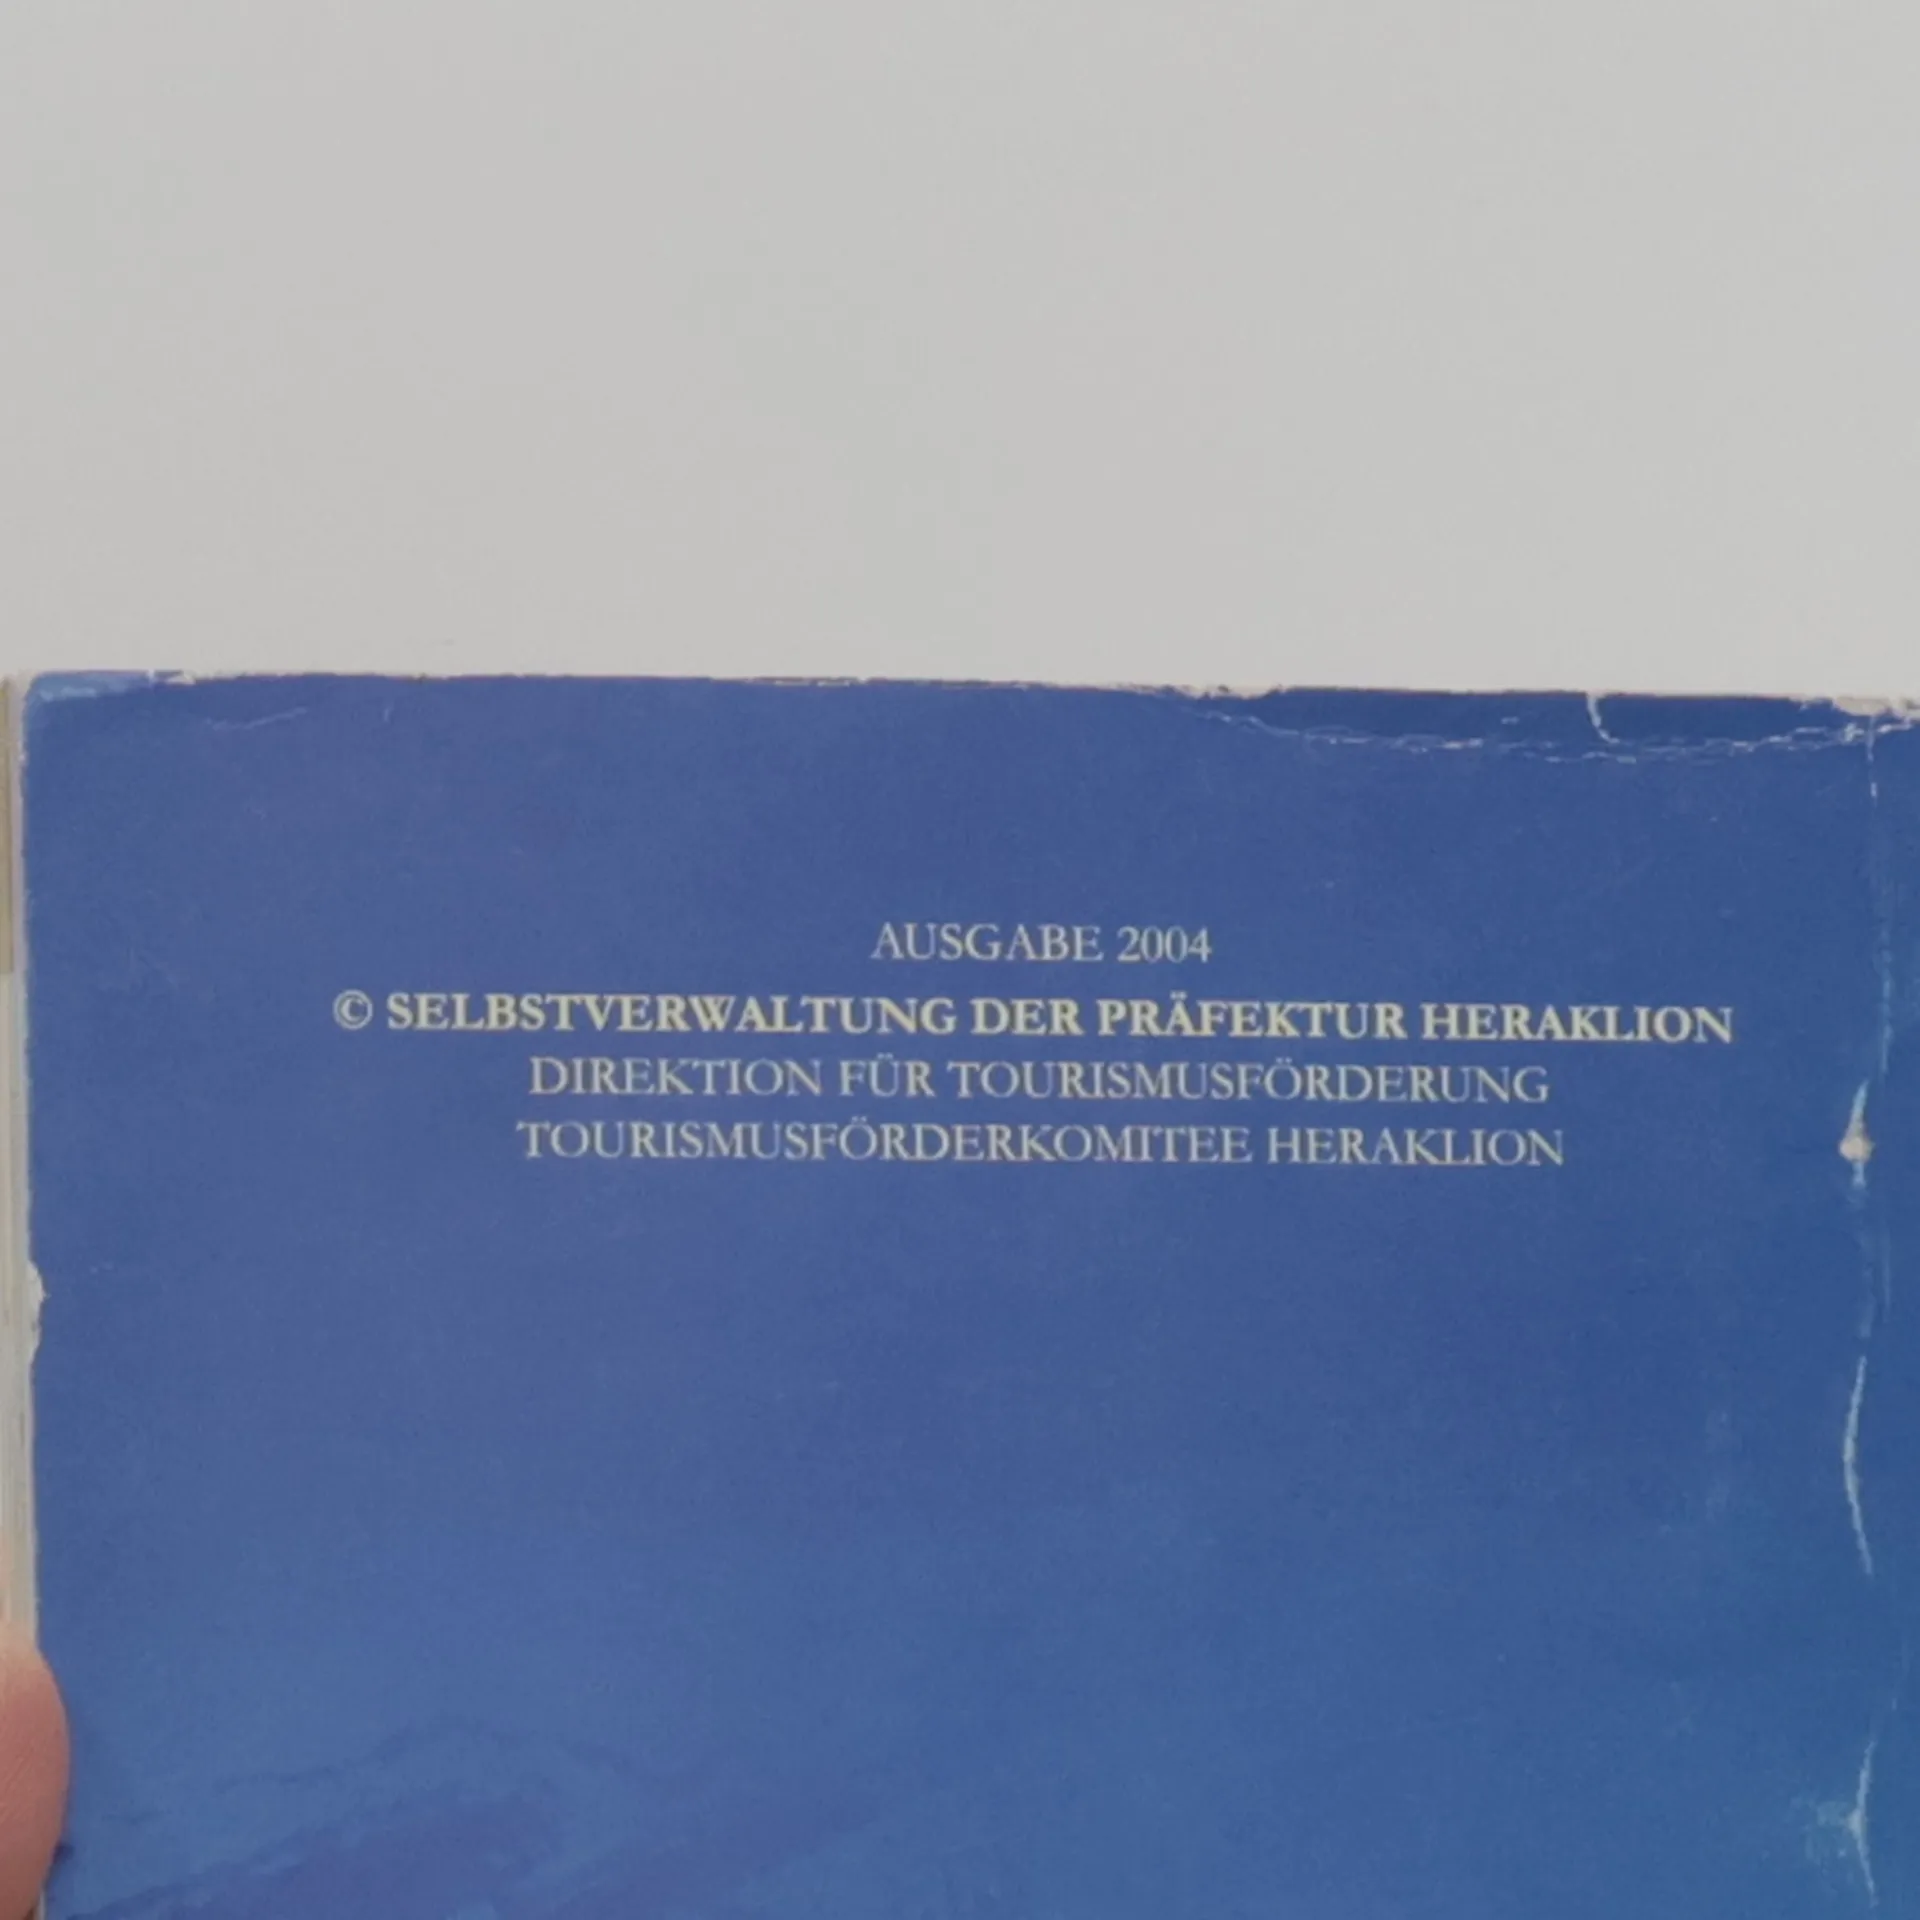 AUSGABE 2004
© SELBSTVERWALTUNG DER PRÄFEKTUR HERAKLION
DIREKTION FÜR TOURISMUSFÖRDERUNG
TOURISMUSFÖRDERKOMITEE HERAKLION